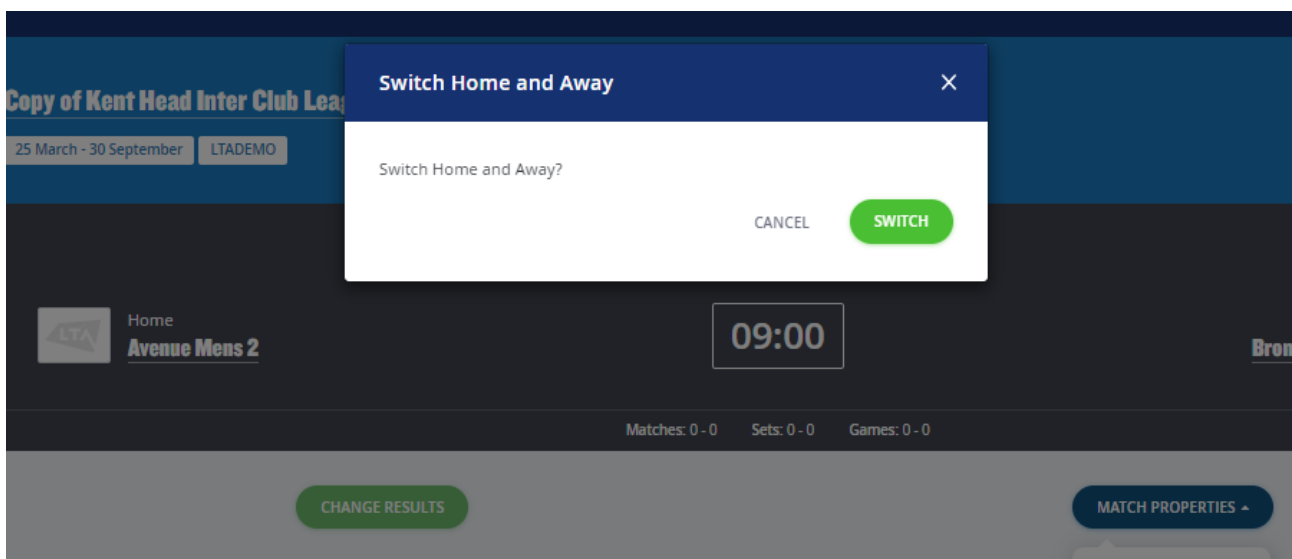 Switch Home and Away
Copy of Kent Head Inter Club
25 March - 30 September LTADEMO
Switch Home and Away?
CANCEL SWITCH
LTA Home
Avenue Mens 2
09:00
Matches: 0 - 0 Sets: 0 - 0 Games: 0 - 0
CHANGE RESULTS MATCH PROPERTIES